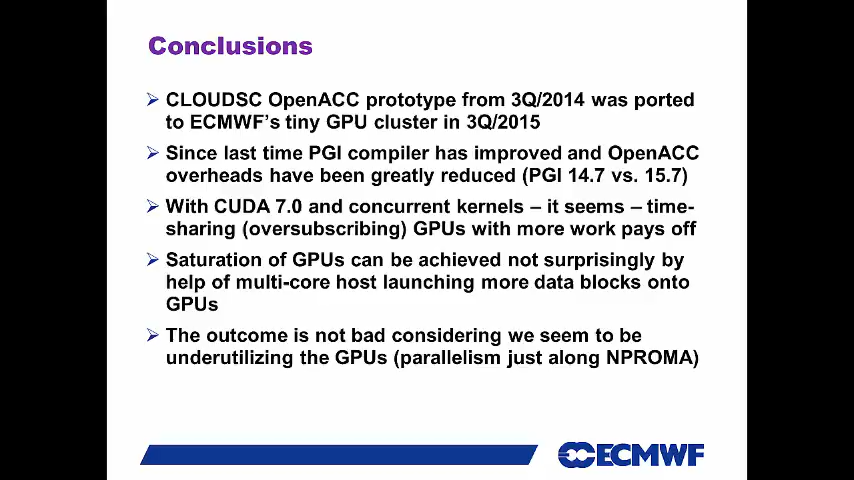 Conclusions
CLOUDSC OpenACC prototype from 3Q/2014 was ported
to ECMWF's tiny GPU cluster in 3Q/2015
Since last time PGI compiler has improved and OpenACC
overheads have been greatly reduced (PGI 14.7 vs. 15.7)
With CUDA 7.0 and concurrent kernels – it seems – time-
sharing (oversubscribing) GPUs with more work pays off
Saturation of GPUs can be achieved not surprisingly by
help of multi-core host launching more data blocks onto
GPUs
The outcome is not bad considering we seem to be
underutilizing the GPUs (parallelism just along NPROMA)
ECMWF